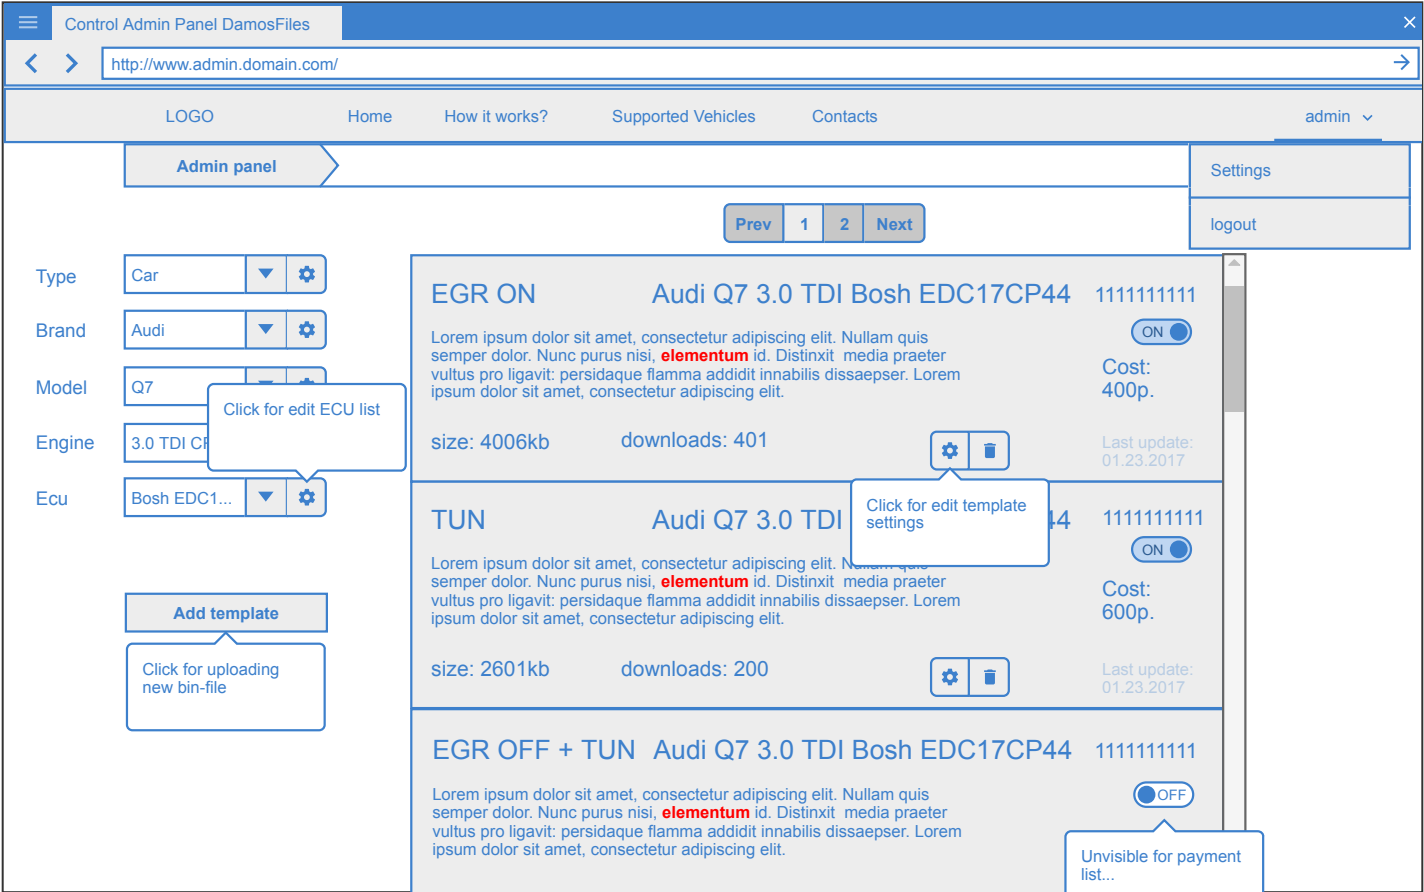 Control Admin Panel DamosFiles
http://www.admin.domain.com/
LOGO Home How it works? Supported Vehicles Contacts admin
Admin panel
Settings
logout
Prev 1 2 Next
Type Car
Brand Audi
Model Q7
Engine 3.0 TDI
Ecu Bosh EDC1...
Click for edit ECU list
Add template
Click for uploading
new bin-file
EGR ON Audi Q7 3.0 TDI Bosh EDC17CP44 1111111111
ON
Lorem ipsum dolor sit amet, consectetur adipiscing elit. Nullam quis
semper dolor. Nunc purus nisi, elementum id. Distinxit media praeter
vultus pro ligavit: persidaque flamma addidit innabilis dissaepser. Lorem
ipsum dolor sit amet, consectetur adipiscing elit.
Cost:
400p.
size: 4006kb downloads: 401
Last update:
01.23.2017
Click for edit template
settings
TUN Audi Q7 3.0 TDI 44 1111111111
ON
Lorem ipsum dolor sit amet, consectetur adipiscing elit.
semper dolor. Nunc purus nisi, elementum id. Distinxit media praeter
vultus pro ligavit: persidaque flamma addidit innabilis dissaepser. Lorem
ipsum dolor sit amet, consectetur adipiscing elit.
Cost:
600p.
size: 2601kb downloads: 200
Last update:
01.23.2017
EGR OFF + TUN Audi Q7 3.0 TDI Bosh EDC17CP44 1111111111
OFF
Lorem ipsum dolor sit amet, consectetur adipiscing elit. Nullam quis
semper dolor. Nunc purus nisi, elementum id. Distinxit media praeter
vultus pro ligavit: persidaque flamma addidit innabilis dissaepser. Lorem
ipsum dolor sit amet, consectetur adipiscing elit.
Unvisible for payment
list...